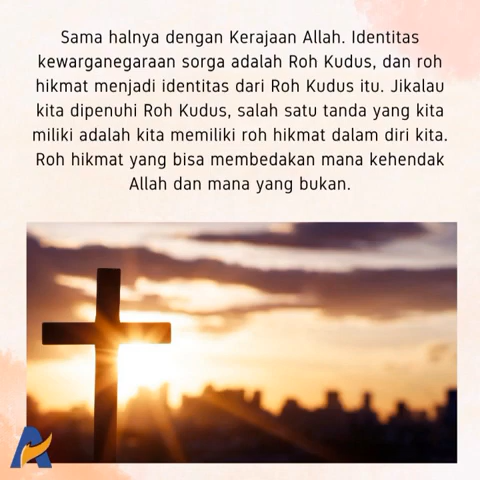 Sama halnya dengan Kerajaan Allah. Identitas
kewarganegaraan sorga adalah Roh Kudus, dan roh
hikmat menjadi identitas dari Roh Kudus itu. Jikalau
kita dipenuhi Roh Kudus, salah satu tanda yang kita
miliki adalah kita memiliki roh hikmat dalam diri kita.
Roh hikmat yang bisa membedakan mana kehendak
Allah dan mana yang bukan.